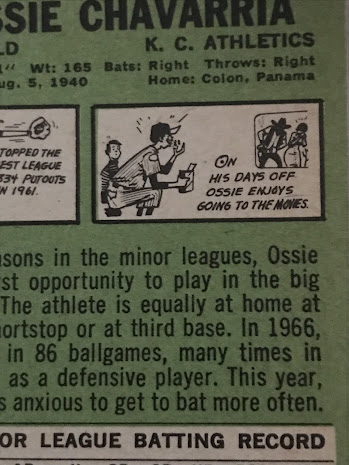 SSIE CHAVARRIA
LD K. C. ATHLETICS
1" Wt: 165 Bats: Right Throws: Right
ug. 5, 1940 Home: Colon, Panama
TOPPED THE
EST LEAGUE
334 PUTOUTS
N 1961.
ON
HIS DAYS OFF
OSSIE ENJOYS
GOING TO THE MOVIES.
asons in the minor leagues, Ossie
rst opportunity to play in the big
The athlete is equally at home at
ortstop or at third base. In 1966,
in 86 ballgames, many times in
as a defensive player. This year,
s anxious to get to bat more often.
OR LEAGUE BATTING RECORD